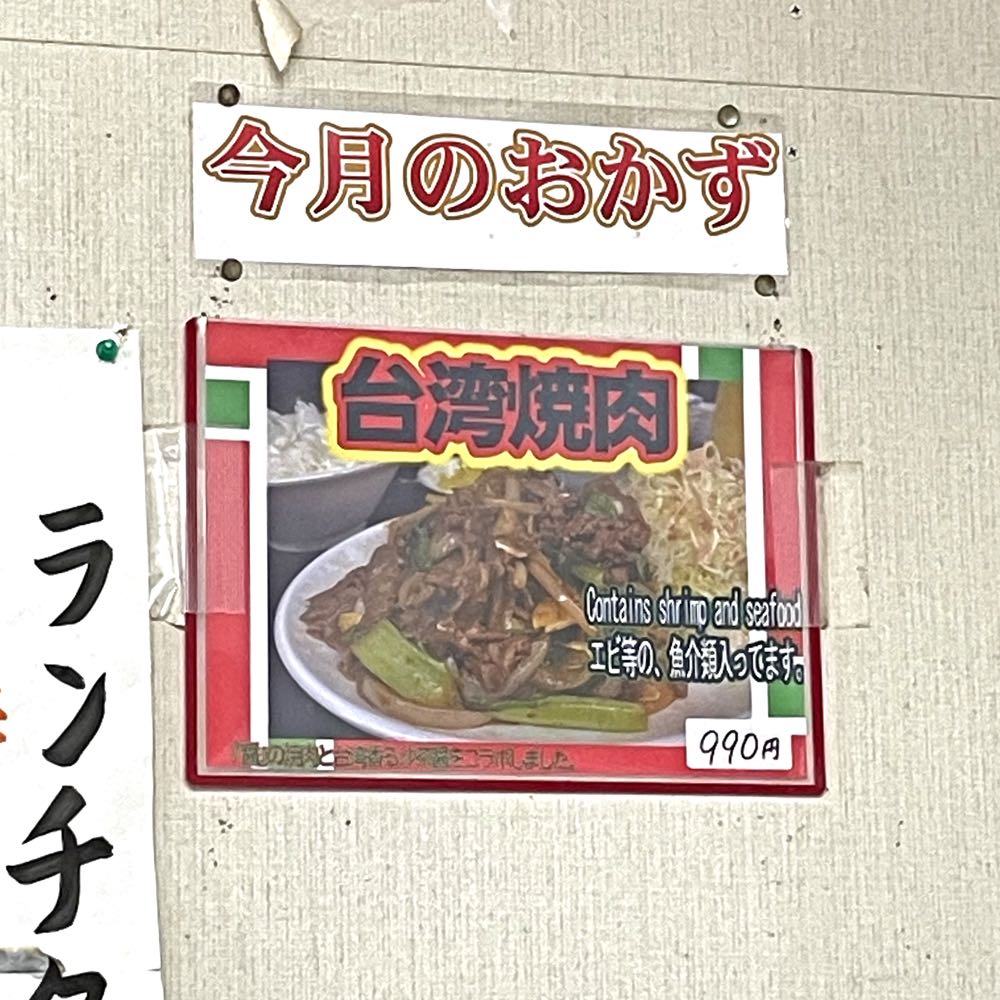 今月のおかず
台湾焼肉
Contains shrimp and seafood
エビ等の、魚介類入ってます。
990円
ランチタ